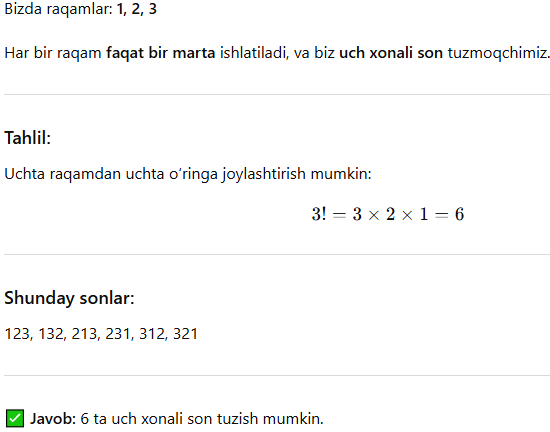 Bizda raqamlar: 1, 2, 3
Har bir raqam faqat bir marta ishlatiladi, va biz uch xonali son tuzmoqchimiz.
Tahlil:
Uchta raqamdan uchta o‘ringa joylashtirish mumkin:
3! = 3 × 2 × 1 = 6
Shunday sonlar:
123, 132, 213, 231, 312, 321
✅ Javob: 6 ta uch xonali son tuzish mumkin.